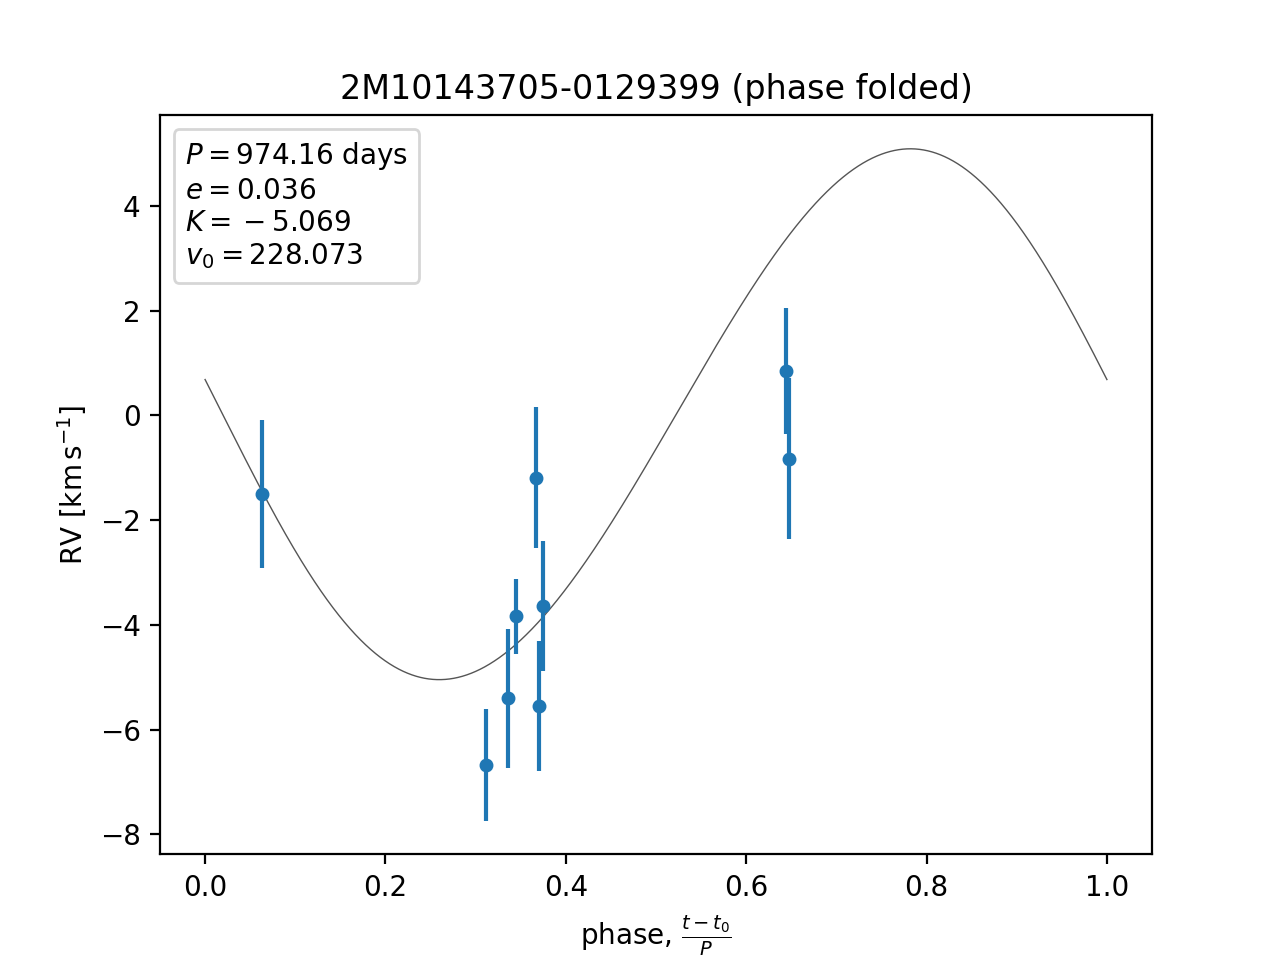 2M10143705-0129399 (phase folded)
P = 974.16 days
e = 0.036
K = −5.069
v₀ = 228.073
RV [km s⁻¹]
4
2
0
−2
−4
−6
−8
0.0 0.2 0.4 0.6 0.8 1.0
phase, (t − t₀)/P